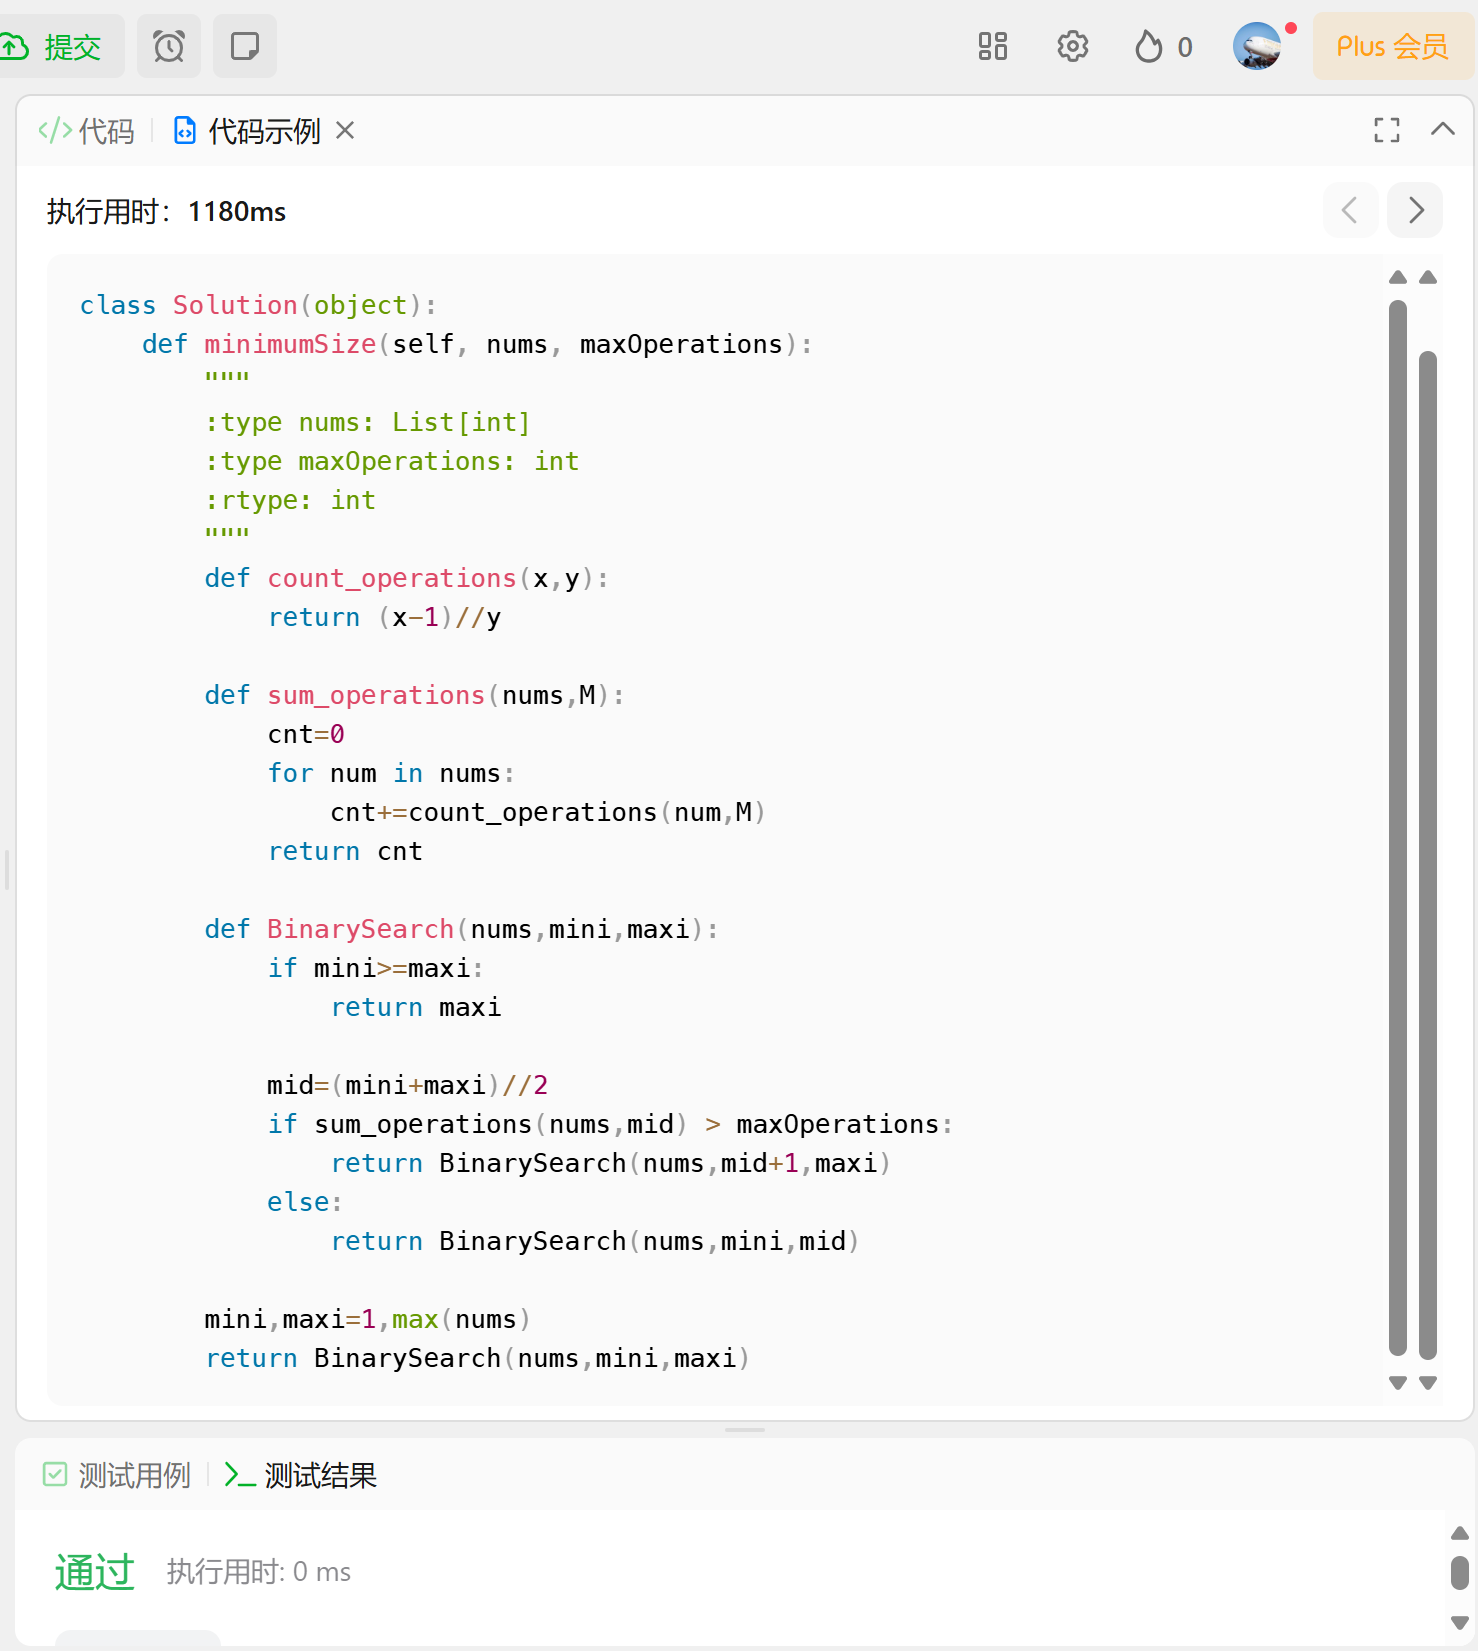 提交
0
Plus 会员
</> 代码
代码示例
执行用时：1180ms
class Solution(object):
    def minimumSize(self, nums, maxOperations):
        """
        :type nums: List[int]
        :type maxOperations: int
        :rtype: int
        """
        def count_operations(x,y):
            return (x-1)//y

        def sum_operations(nums,M):
            cnt=0
            for num in nums:
                cnt+=count_operations(num,M)
            return cnt

        def BinarySearch(nums,mini,maxi):
            if mini>=maxi:
                return maxi

            mid=(mini+maxi)//2
            if sum_operations(nums,mid) > maxOperations:
                return BinarySearch(nums,mid+1,maxi)
            else:
                return BinarySearch(nums,mini,mid)

        mini,maxi=1,max(nums)
        return BinarySearch(nums,mini,maxi)
测试用例
>_ 测试结果
通过 执行用时: 0 ms